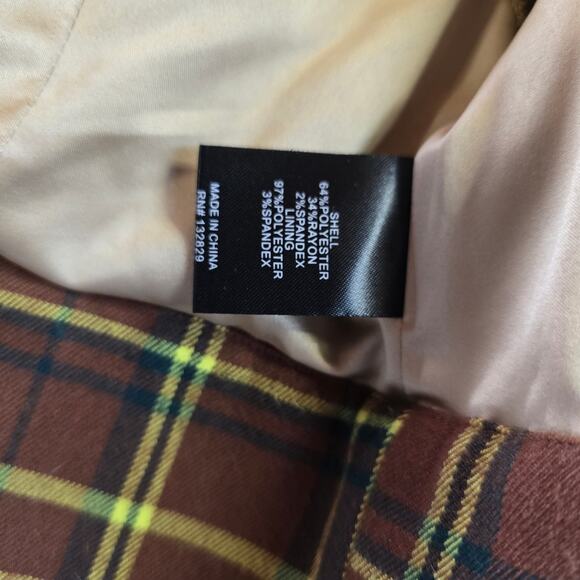 SHELL
64%POLYESTER
34%RAYON
2%SPANDEX
LINING
97%POLYESTER
3%SPANDEX
MADE IN CHINA
RN# 132829